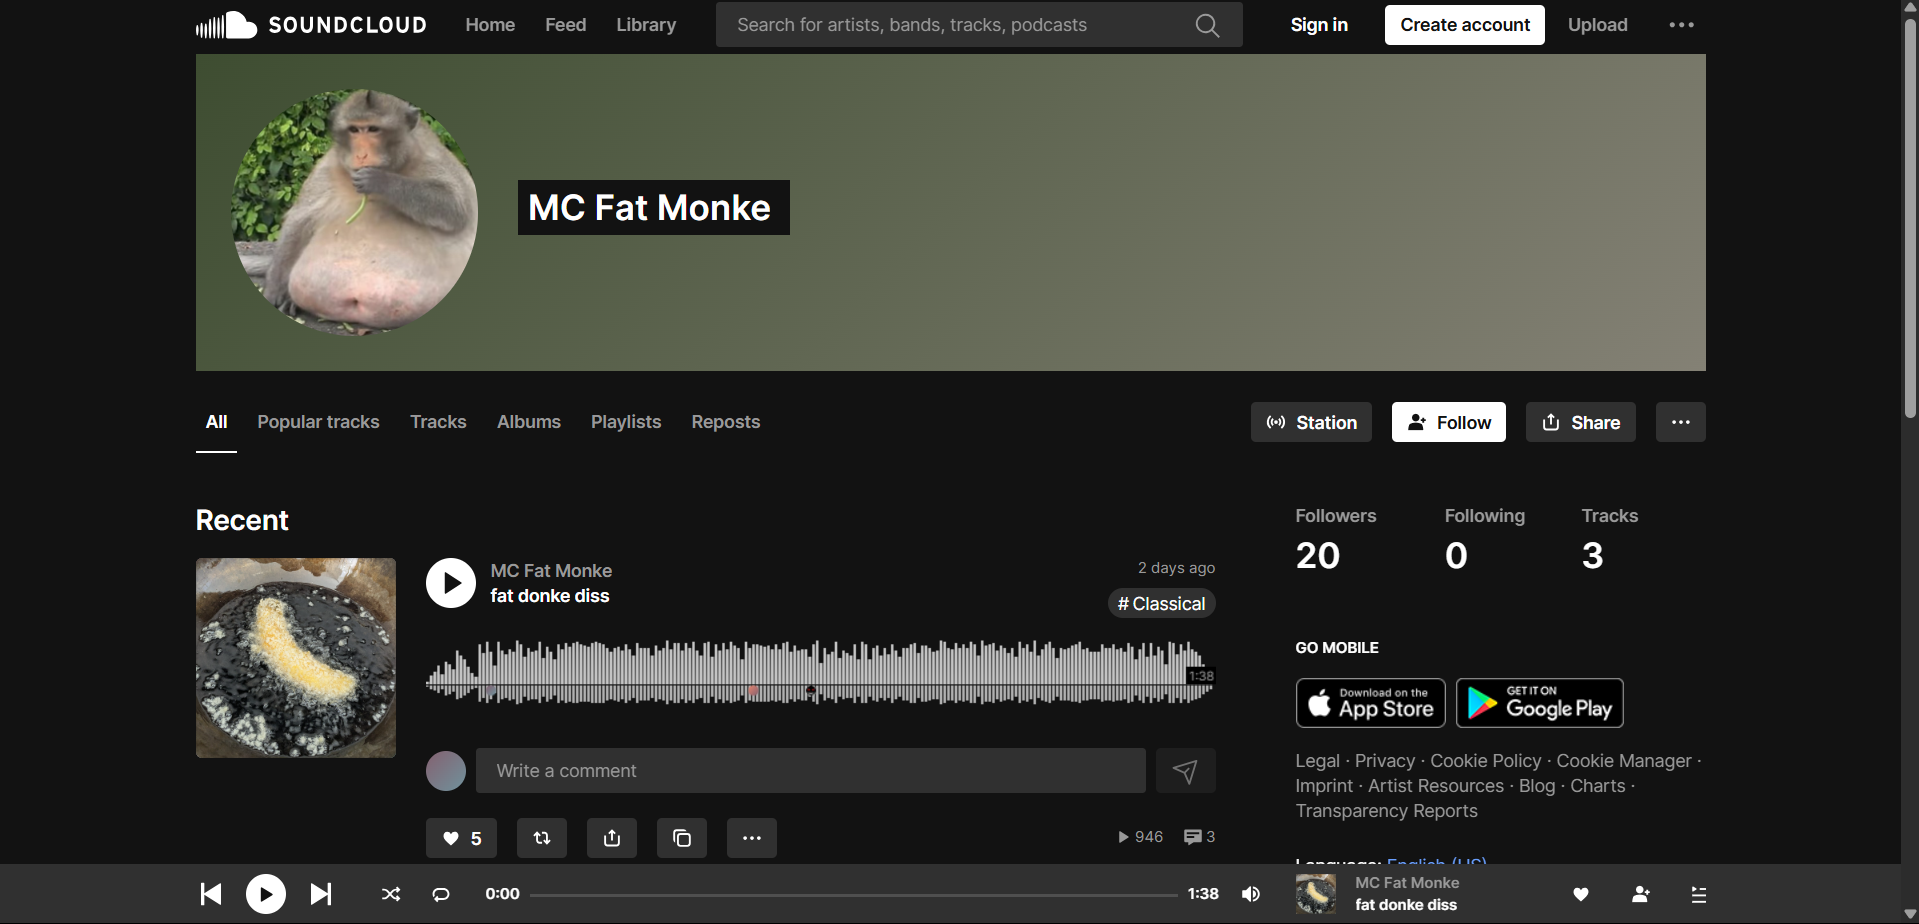 SOUNDCLOUD
Home Feed Library
Search for artists, bands, tracks, podcasts
Sign in
Create account
Upload
MC Fat Monke
All Popular tracks Tracks Albums Playlists Reposts
Station
Follow
Share
Recent
MC Fat Monke
fat donke diss
2 days ago
# Classical
1:38
Write a comment
5
946
3
Followers Following Tracks
20 0 3
GO MOBILE
Download on the
App Store
GET IT ON
Google Play
Legal · Privacy · Cookie Policy · Cookie Manager ·
Imprint · Artist Resources · Blog · Charts ·
Transparency Reports
Language: English (US)
0:00
1:38
MC Fat Monke
fat donke diss